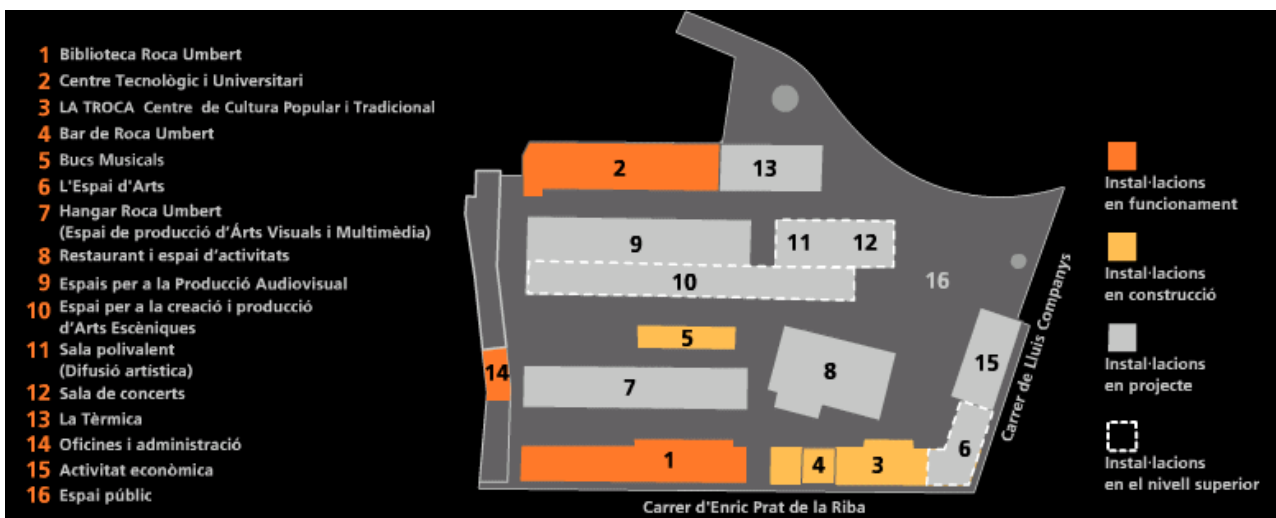 1 Biblioteca Roca Umbert
2 Centre Tecnològic i Universitari
3 LA TROCA Centre de Cultura Popular i Tradicional
4 Bar de Roca Umbert
5 Bucs Musicals
6 L'Espai d'Arts
7 Hangar Roca Umbert
(Espai de producció d'Árts Visuals i Multimèdia)
8 Restaurant i espai d'activitats
9 Espais per a la Producció Audiovisual
10 Espai per a la creació i producció
d'Arts Escèniques
11 Sala polivalent
(Difusió artística)
12 Sala de concerts
13 La Tèrmica
14 Oficines i administració
15 Activitat econòmica
16 Espai públic
2
13
9
11
12
10
16
5
14
7
8
15
1
4
3
6
Carrer de Lluis Companys
Carrer d'Enric Prat de la Riba
Instal·lacions
en funcionament
Instal·lacions
en construcció
Instal·lacions
en projecte
Instal·lacions
en el nivell superior